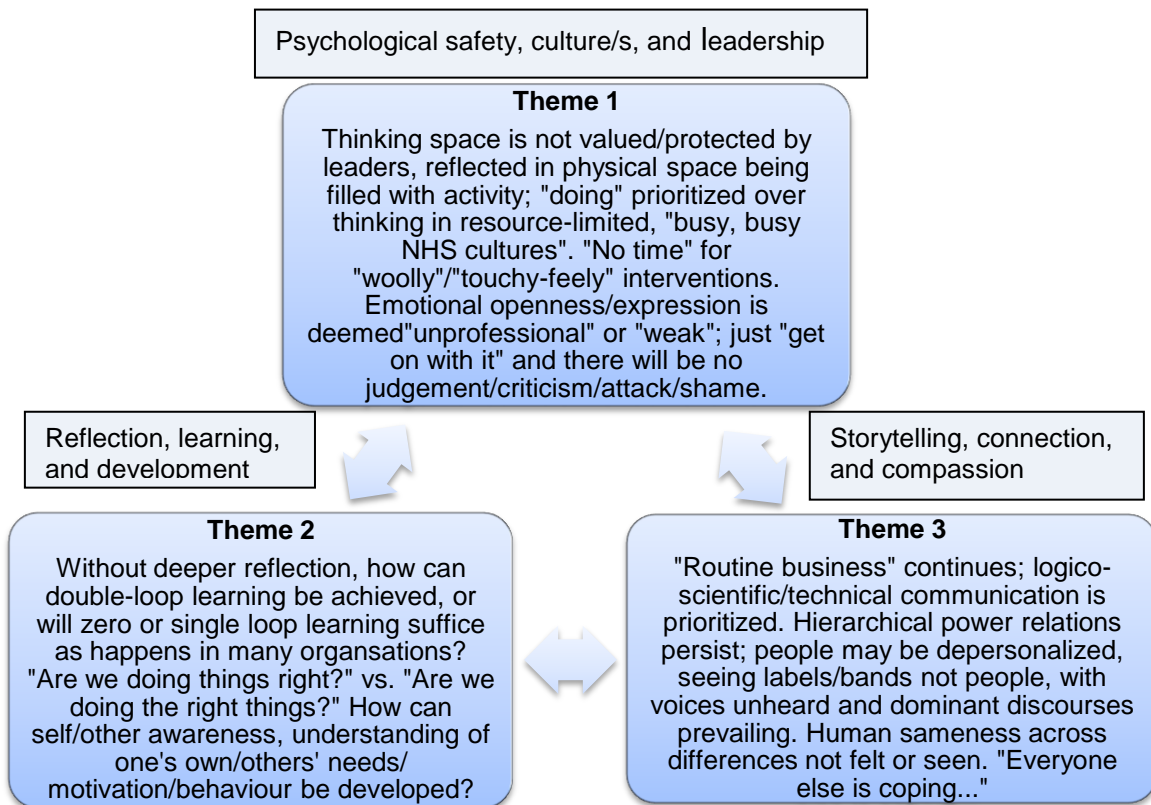 Psychological safety, culture/s, and leadership
Theme 1
Thinking space is not valued/protected by
leaders, reflected in physical space being
filled with activity; "doing" prioritized over
thinking in resource-limited, "busy, busy
NHS cultures". "No time" for
"woolly"/"touchy-feely" interventions.
Emotional openness/expression is
deemed"unprofessional" or "weak"; just "get
on with it" and there will be no
judgement/criticism/attack/shame.
Reflection, learning,
and development
Storytelling, connection,
and compassion
Theme 2
Without deeper reflection, how can
double-loop learning be achieved, or
will zero or single loop learning suffice
as happens in many organsations?
"Are we doing things right?" vs. "Are we
doing the right things?" How can
self/other awareness, understanding of
one's own/others' needs/
motivation/behaviour be developed?
Theme 3
"Routine business" continues; logico-
scientific/technical communication is
prioritized. Hierarchical power relations
persist; people may be depersonalized,
seeing labels/bands not people, with
voices unheard and dominant discourses
prevailing. Human sameness across
differences not felt or seen. "Everyone
else is coping..."